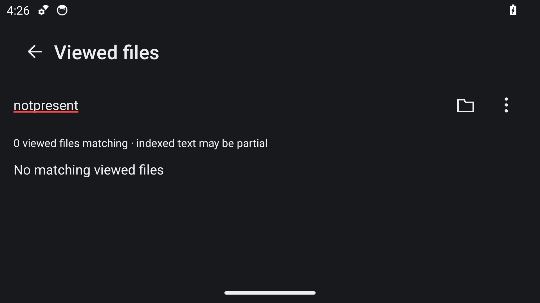 4:26
Viewed files
notpresent
0 viewed files matching · indexed text may be partial
No matching viewed files